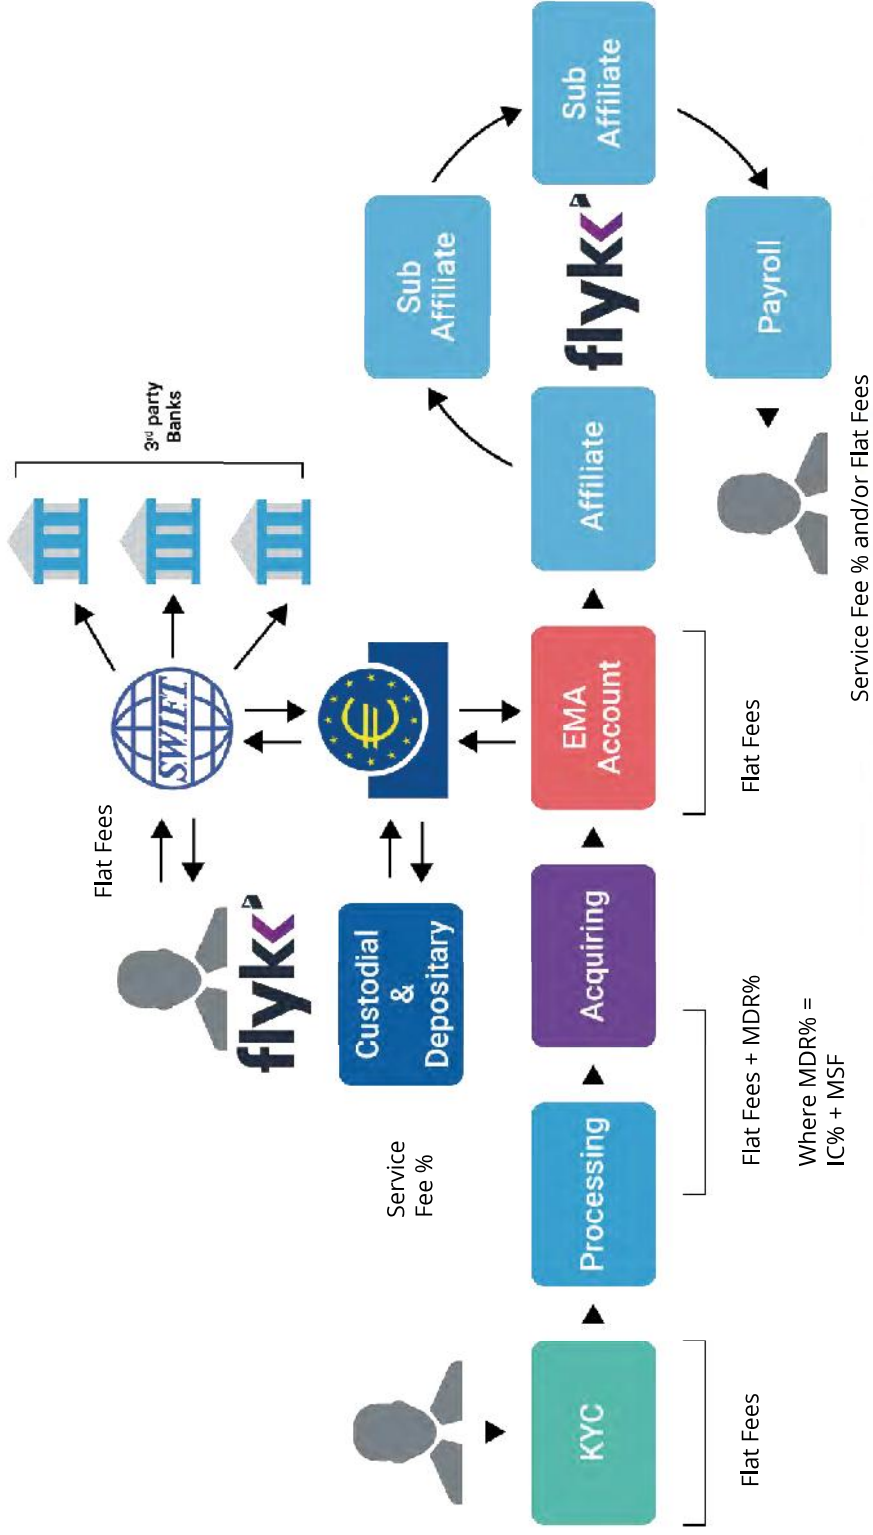 Flat Fees
SWIFT
3rd party
Banks
flykk
Service
Fee %
Custodial
&
Depositary
€
Sub
Affiliate
KYC
Processing
Acquiring
EMA
Account
Affiliate
flykk
Sub
Affiliate
Payroll
Flat Fees
Flat Fees + MDR%
Where MDR% =
IC% + MSF
Flat Fees
Service Fee % and/or Flat Fees